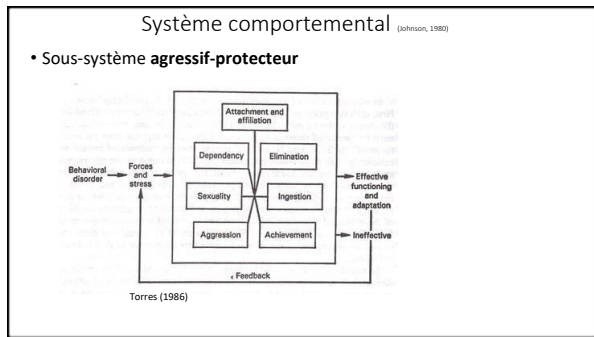 Système comportemental (Johnson, 1980)
• Sous-système agressif-protecteur
Attachment and
affiliation
Dependency
Elimination
Behavioral
disorder
Forces
and
stress
Effective
functioning
and
adaptation
Sexuality
Ingestion
Aggression
Achievement
Ineffective
Feedback
Torres (1986)